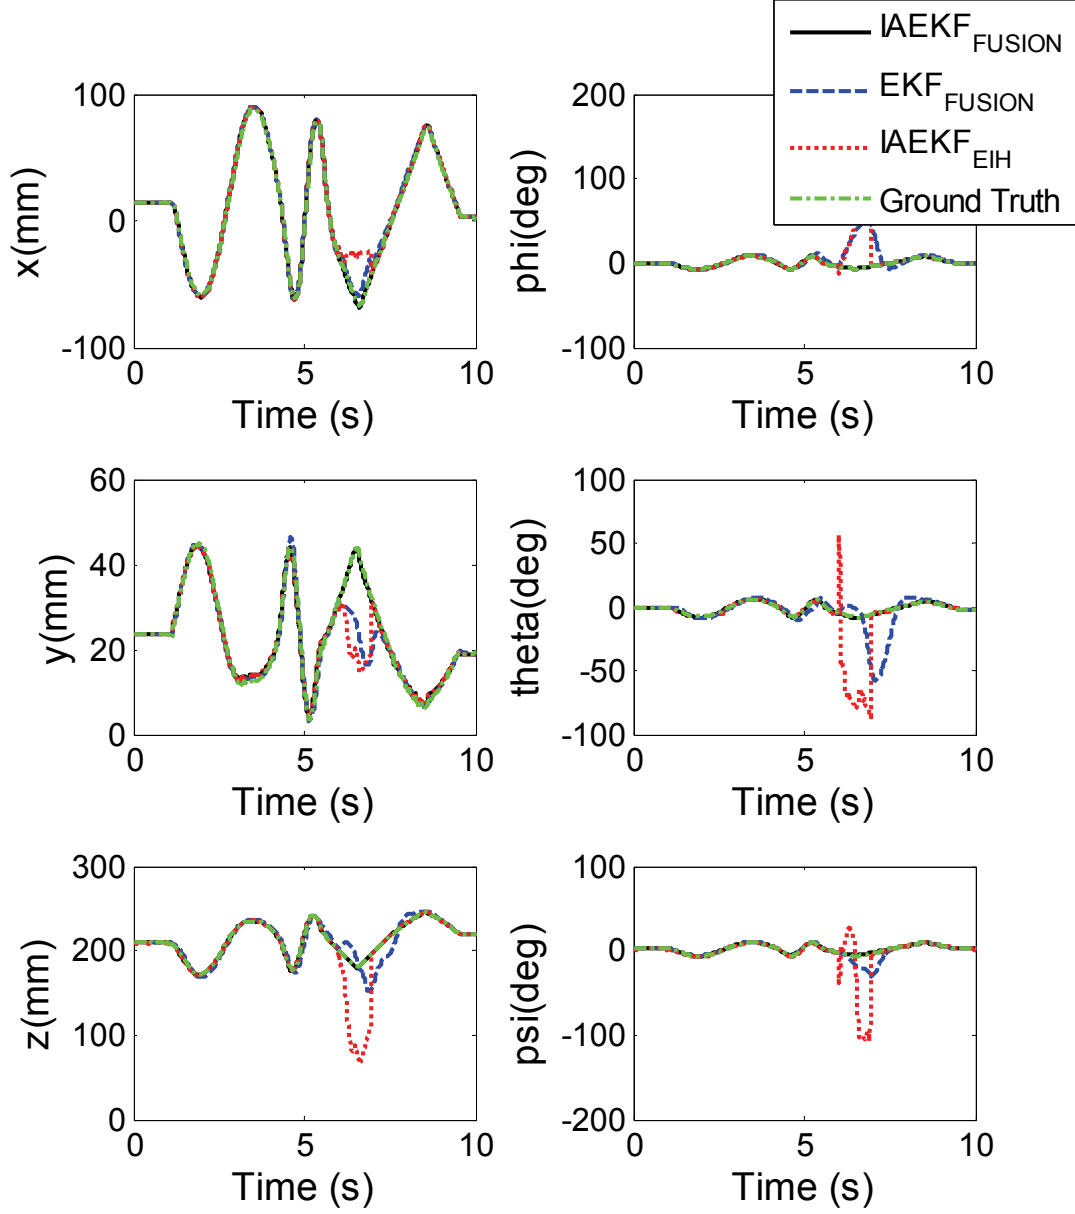 IAEKF_FUSION
EKF_FUSION
IAEKF_EIH
Ground Truth
100
0
-100
x(mm)
0 5 10
Time (s)
200
100
0
-100
phi(deg)
0 5 10
Time (s)
60
40
20
0
y(mm)
0 5 10
Time (s)
100
50
0
-50
-100
theta(deg)
0 5 10
Time (s)
300
200
100
0
z(mm)
0 5 10
Time (s)
100
0
-100
-200
psi(deg)
0 5 10
Time (s)